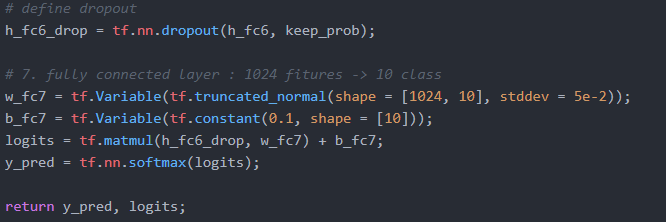 # define dropout
h_fc6_drop = tf.nn.dropout(h_fc6, keep_prob);
# 7. fully connected layer : 1024 fitures -> 10 class
w_fc7 = tf.Variable(tf.truncated_normal(shape = [1024, 10], stddev = 5e-2));
b_fc7 = tf.Variable(tf.constant(0.1, shape = [10]));
logits = tf.matmul(h_fc6_drop, w_fc7) + b_fc7;
y_pred = tf.nn.softmax(logits);
return y_pred, logits;